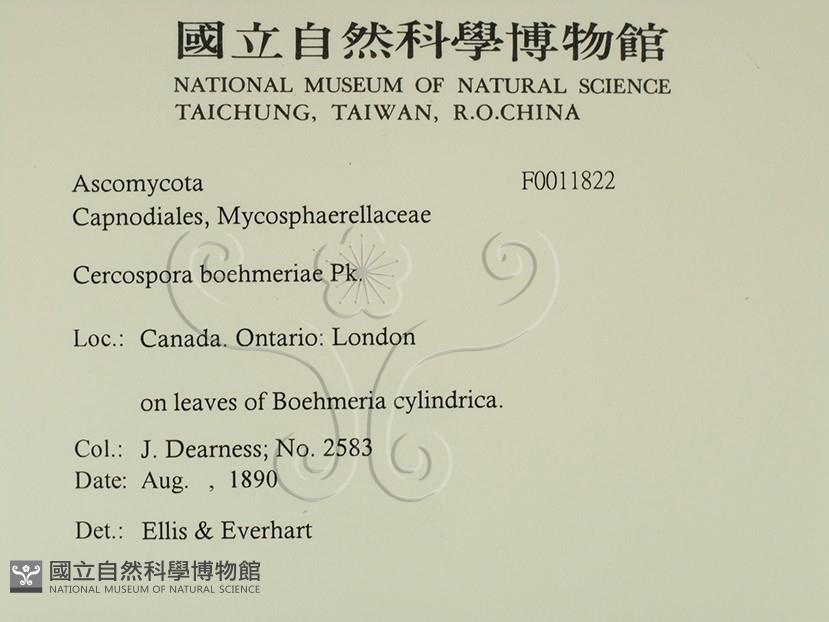 國立自然科學博物館
NATIONAL MUSEUM OF NATURAL SCIENCE
TAICHUNG, TAIWAN, R.O.CHINA
Ascomycota F0011822
Capnodiales, Mycosphaerellaceae
Cercospora boehmeriae Pk.
Loc.: Canada. Ontario: London
on leaves of Boehmeria cylindrica.
Col.: J. Dearness; No. 2583
Date: Aug. , 1890
Det.: Ellis & Everhart
國立自然科學博物館
NATIONAL MUSEUM OF NATURAL SCIENCE